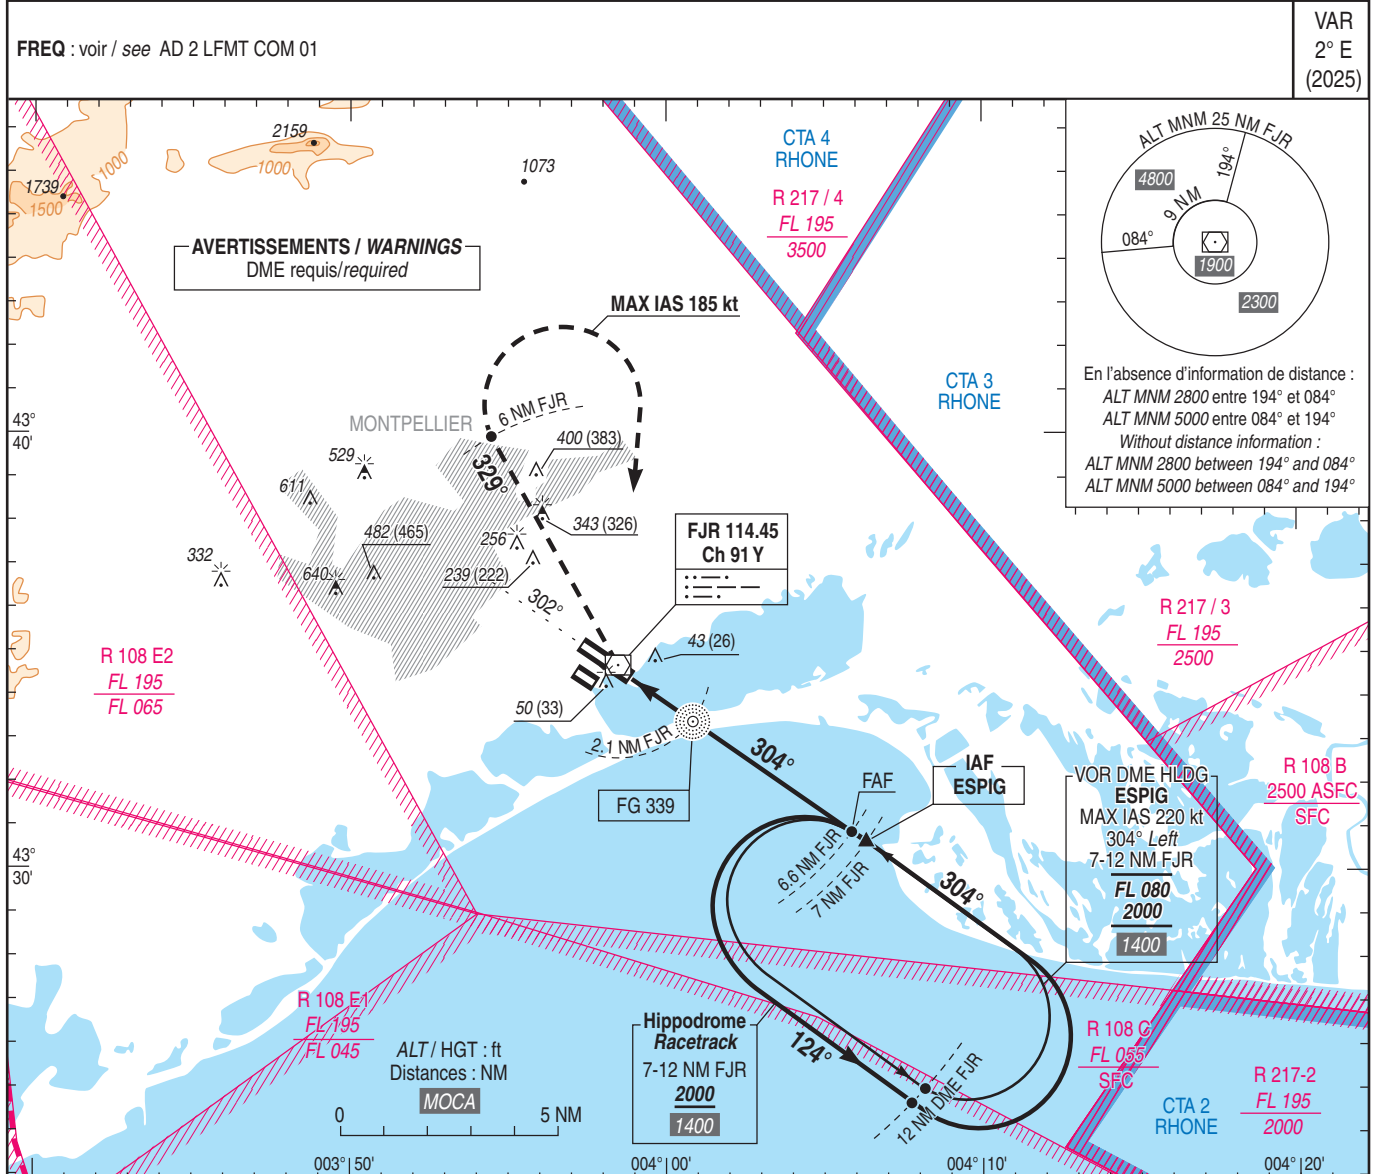 FREQ : voir / see AD 2 LFMT COM 01
VAR
2° E
(2025)
2159
1000
1000
1739
1500
1073
CTA 4
RHONE
R 217 / 4
FL 195
3500
ALT MNM 25 NM FJR
194°
4800
9 NM
084°
1900
2300
AVERTISSEMENTS / WARNINGS
DME requis/required
MAX IAS 185 kt
En l'absence d'information de distance :
ALT MNM 2800 entre 194° et 084°
ALT MNM 5000 entre 084° et 194°
Without distance information :
ALT MNM 2800 between 194° and 084°
ALT MNM 5000 between 084° and 194°
CTA 3
RHONE
43°
40'
MONTPELLIER
6 NM FJR
400 (383)
529
329°
611
343 (326)
482 (465)
256
332
640
239 (222)
302°
FJR 114.45
Ch 91 Y
43 (26)
50 (33)
R 217 / 3
FL 195
2500
R 108 E2
FL 195
FL 065
2.1 NM FJR
304°
FG 339
FAF
IAF
ESPIG
VOR DME HLDG
ESPIG
MAX IAS 220 kt
304° Left
7-12 NM FJR
FL 080
2000
1400
R 108 B
2500 ASFC
SFC
43°
30'
6.6 NM FJR
7 NM FJR
304°
R 108 E1
FL 195
FL 045
ALT / HGT : ft
Distances : NM
MOCA
0 5 NM
Hippodrome
Racetrack
7-12 NM FJR
2000
1400
124°
12 NM DME FJR
R 108 C
FL 055
SFC
CTA 2
RHONE
R 217-2
FL 195
2000
003° 50'
004° 00'
004° 10'
004° 20'